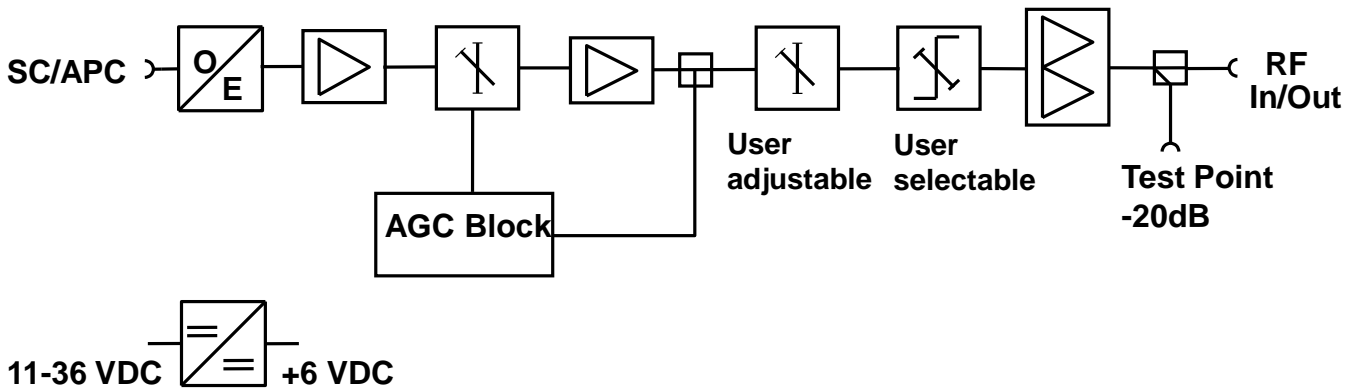 SC/APC
O
E
RF
In/Out
User
adjustable
User
selectable
Test Point
-20dB
AGC Block
11-36 VDC
+6 VDC